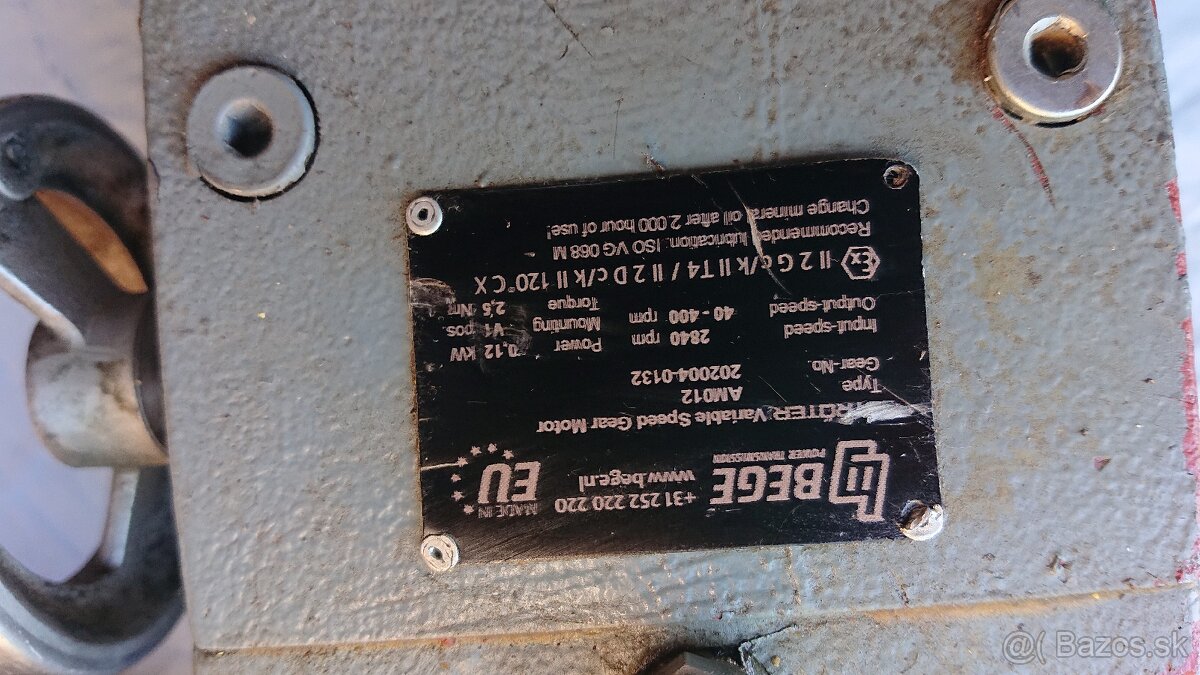 BEGE
POWER TRANSMISSION
+31 252 220 220
www.bege.nl
MADE IN
EU
Variable Speed Gear Motor
Type AM012
Gear-No. 202004-0132
Input-speed 2840 rpm Power 0,12 kW
Output-speed 40 - 400 rpm Mounting V1 pos.
Torque 2,5 Nm
Ex II 2 G c/k II T4 / II 2 D c/k II 120°C X
Recommended lubrication: ISO VG 068 M
Change mineral oil after 2.000 hour of use!
@( Bazos.sk